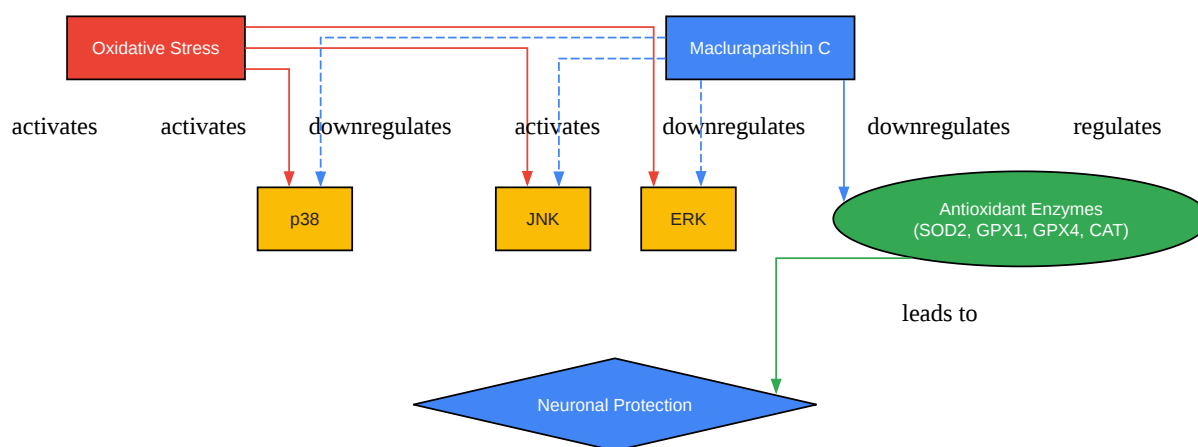 Oxidative Stress
Macluraparishin C
activates
activates
downregulates
activates
downregulates
downregulates
regulates
p38
JNK
ERK
Antioxidant Enzymes
(SOD2, GPX1, GPX4, CAT)
leads to
Neuronal Protection